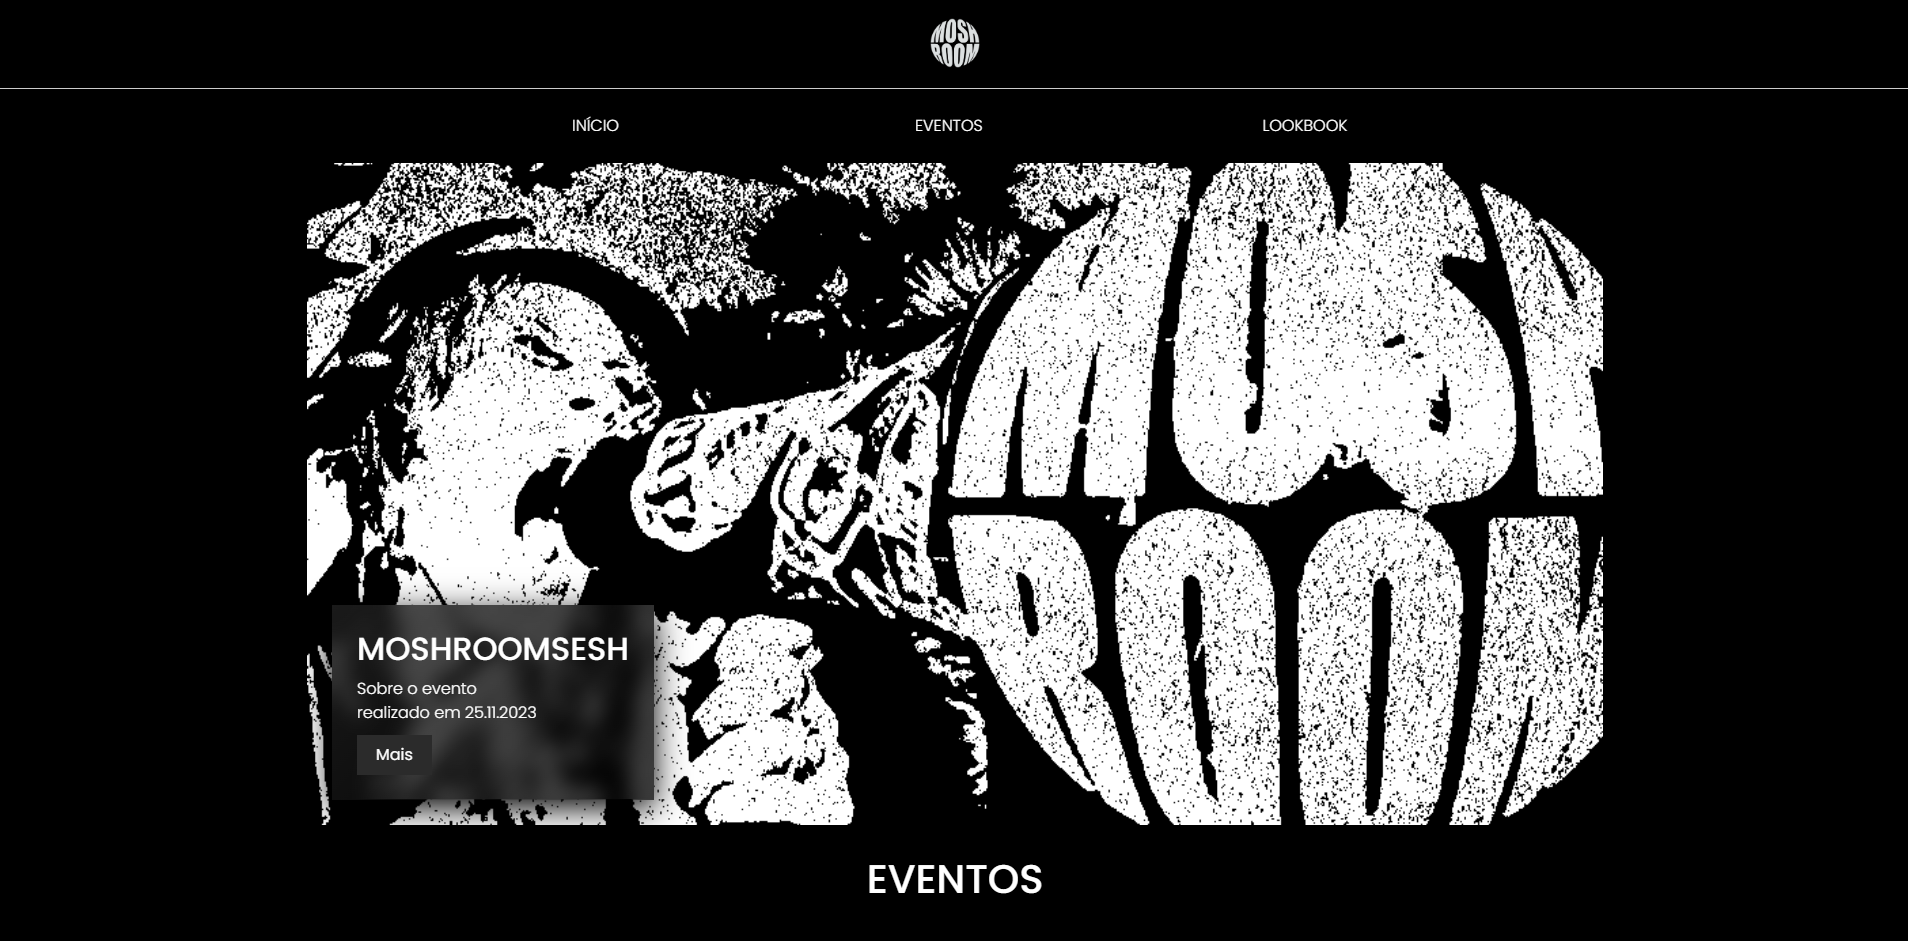 MOSH
ROOM
INÍCIO
EVENTOS
LOOKBOOK
MOSH
ROOM
MOSHROOMSESH
Sobre o evento
realizado em 25.11.2023
Mais
EVENTOS